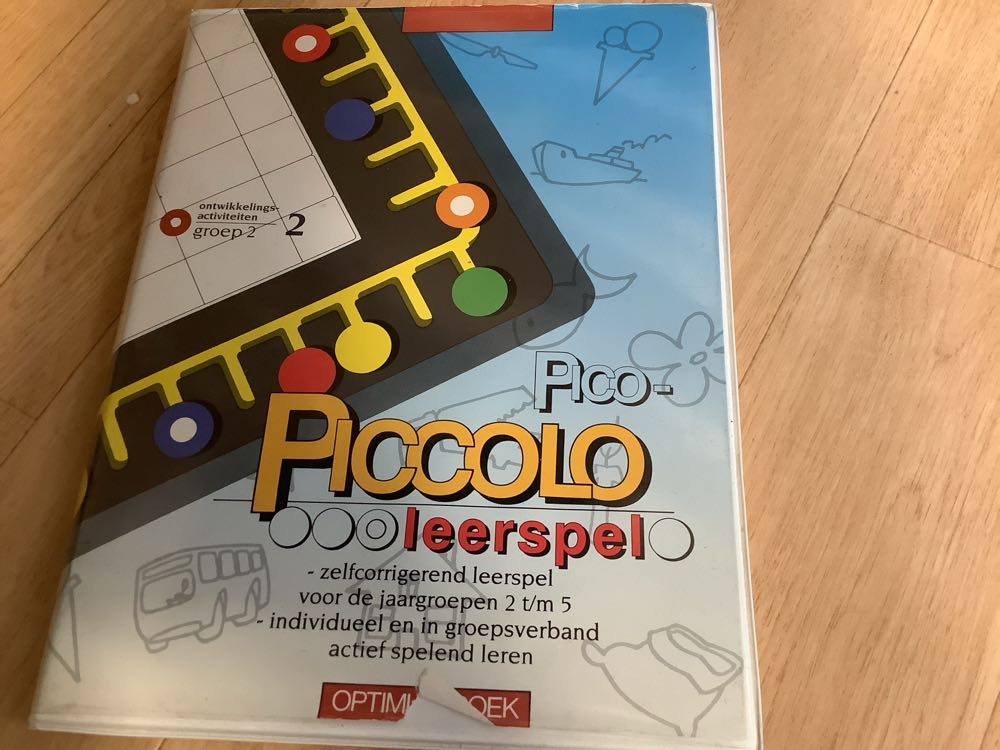 ontwikkelings-
activiteiten
groep 2
2
PICO-
PICCOLO
leerspel
- zelfcorrigerend leerspel
voor de jaargroepen 2 t/m 5
- individueel en in groepsverband
actief spelend leren